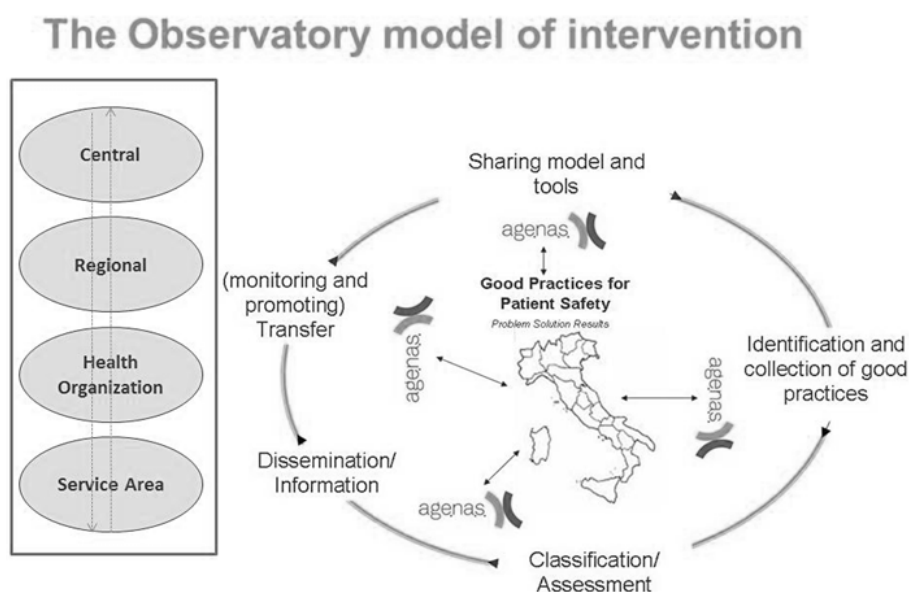 The Observatory model of intervention
Central
Regional
Health
Organization
Service Area
Sharing model and
tools
agenas.
Good Practices for
Patient Safety
Problem Solution Results
(monitoring and
promoting)
Transfer
agenas.
Identification and
collection of good
practices
agenas.
Dissemination/
Information
agenas.
Classification/
Assessment